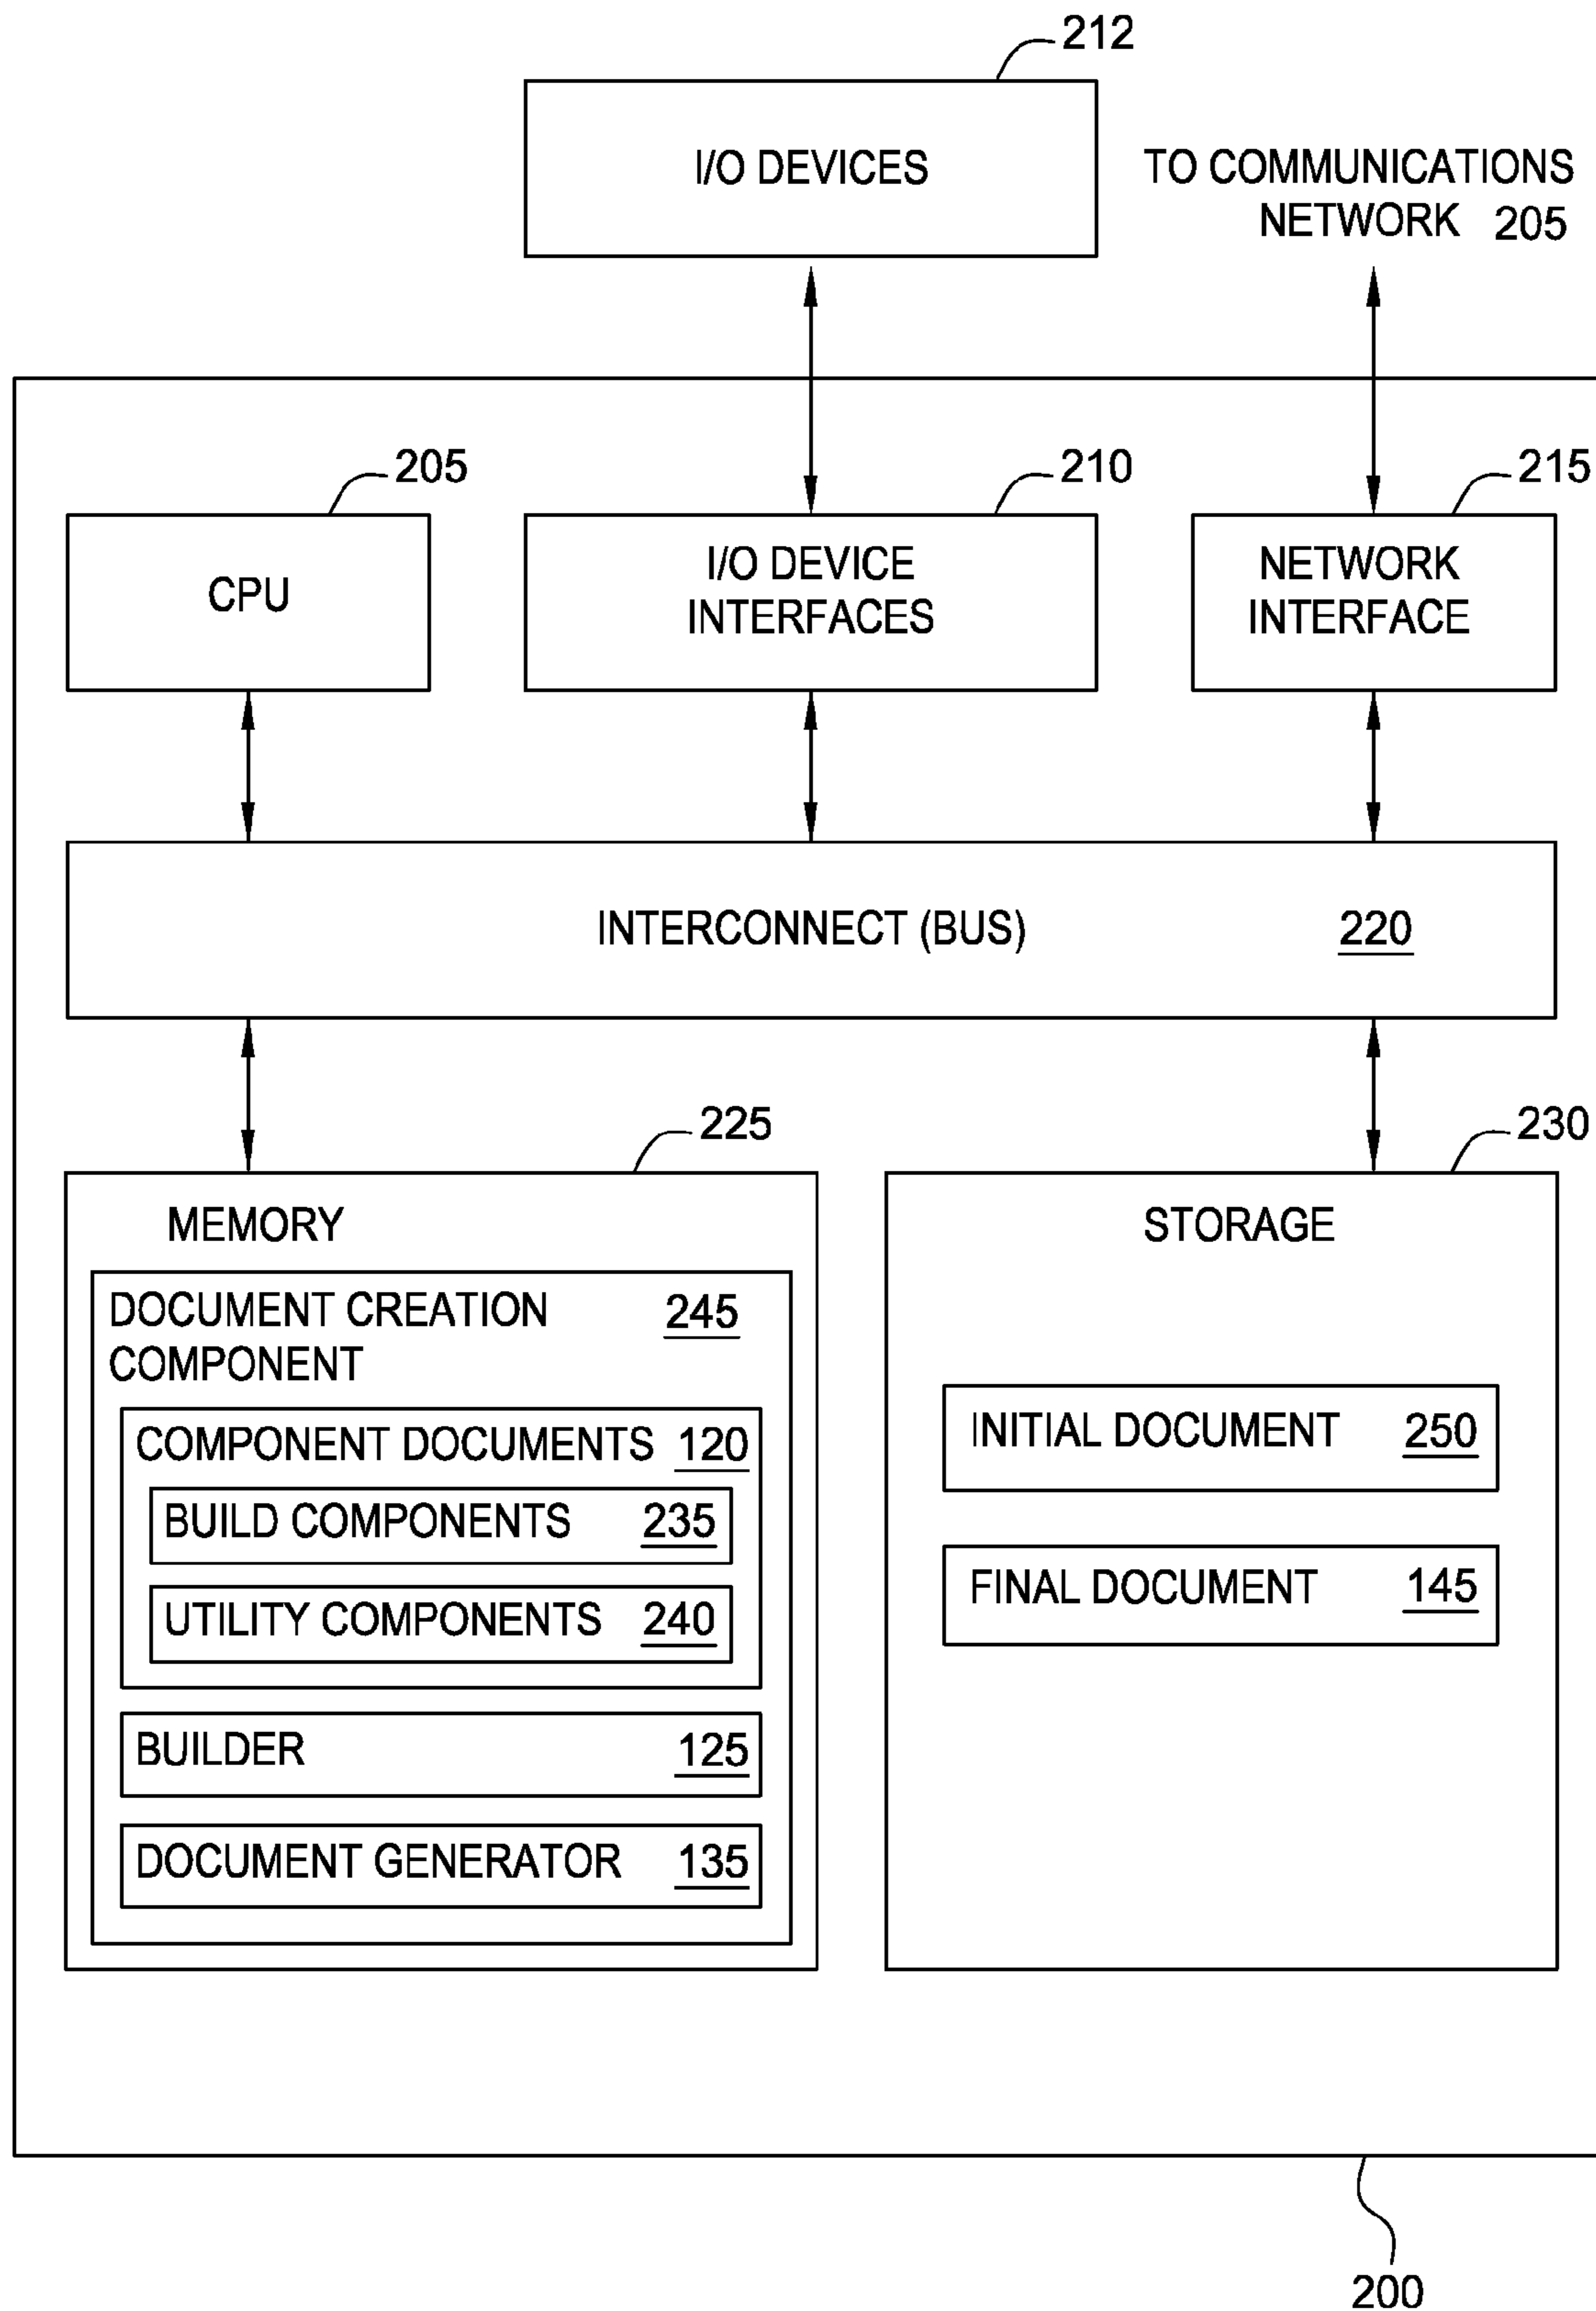 212
I/O DEVICES
TO COMMUNICATIONS
NETWORK 205
205
210
215
CPU
I/O DEVICE
INTERFACES
NETWORK
INTERFACE
INTERCONNECT (BUS) 220
225
230
MEMORY
DOCUMENT CREATION 245
COMPONENT
COMPONENT DOCUMENTS 120
BUILD COMPONENTS 235
UTILITY COMPONENTS 240
BUILDER 125
DOCUMENT GENERATOR 135
STORAGE
INITIAL DOCUMENT 250
FINAL DOCUMENT 145
200